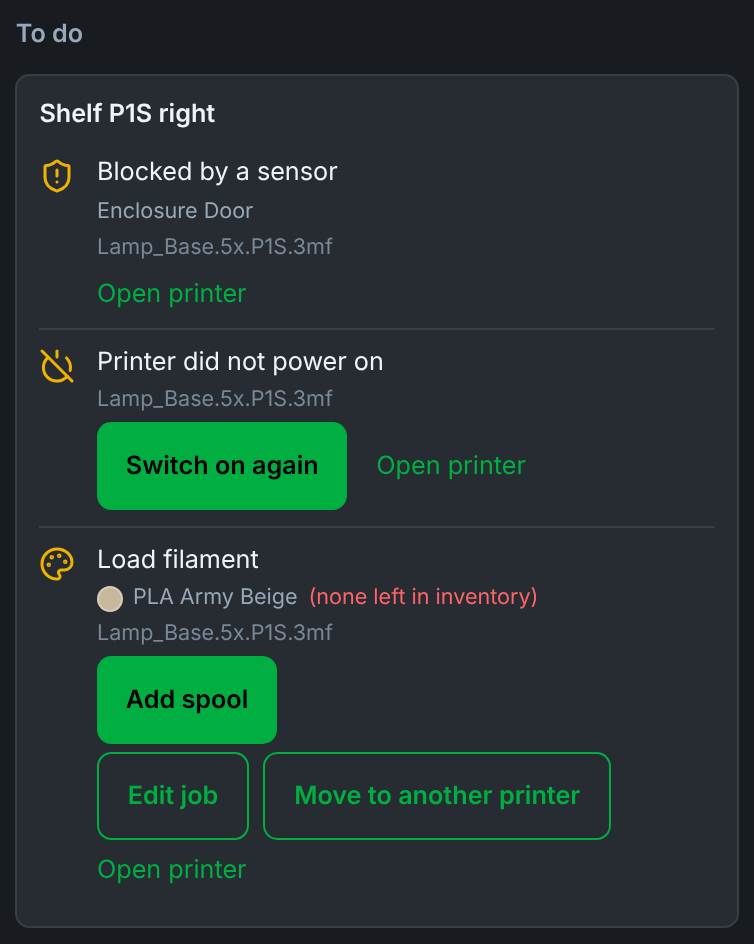 To do
Shelf P1S right
Blocked by a sensor
Enclosure Door
Lamp_Base.5x.P1S.3mf
Open printer
Printer did not power on
Lamp_Base.5x.P1S.3mf
Switch on again Open printer
Load filament
PLA Army Beige (none left in inventory)
Lamp_Base.5x.P1S.3mf
Add spool
Edit job Move to another printer
Open printer